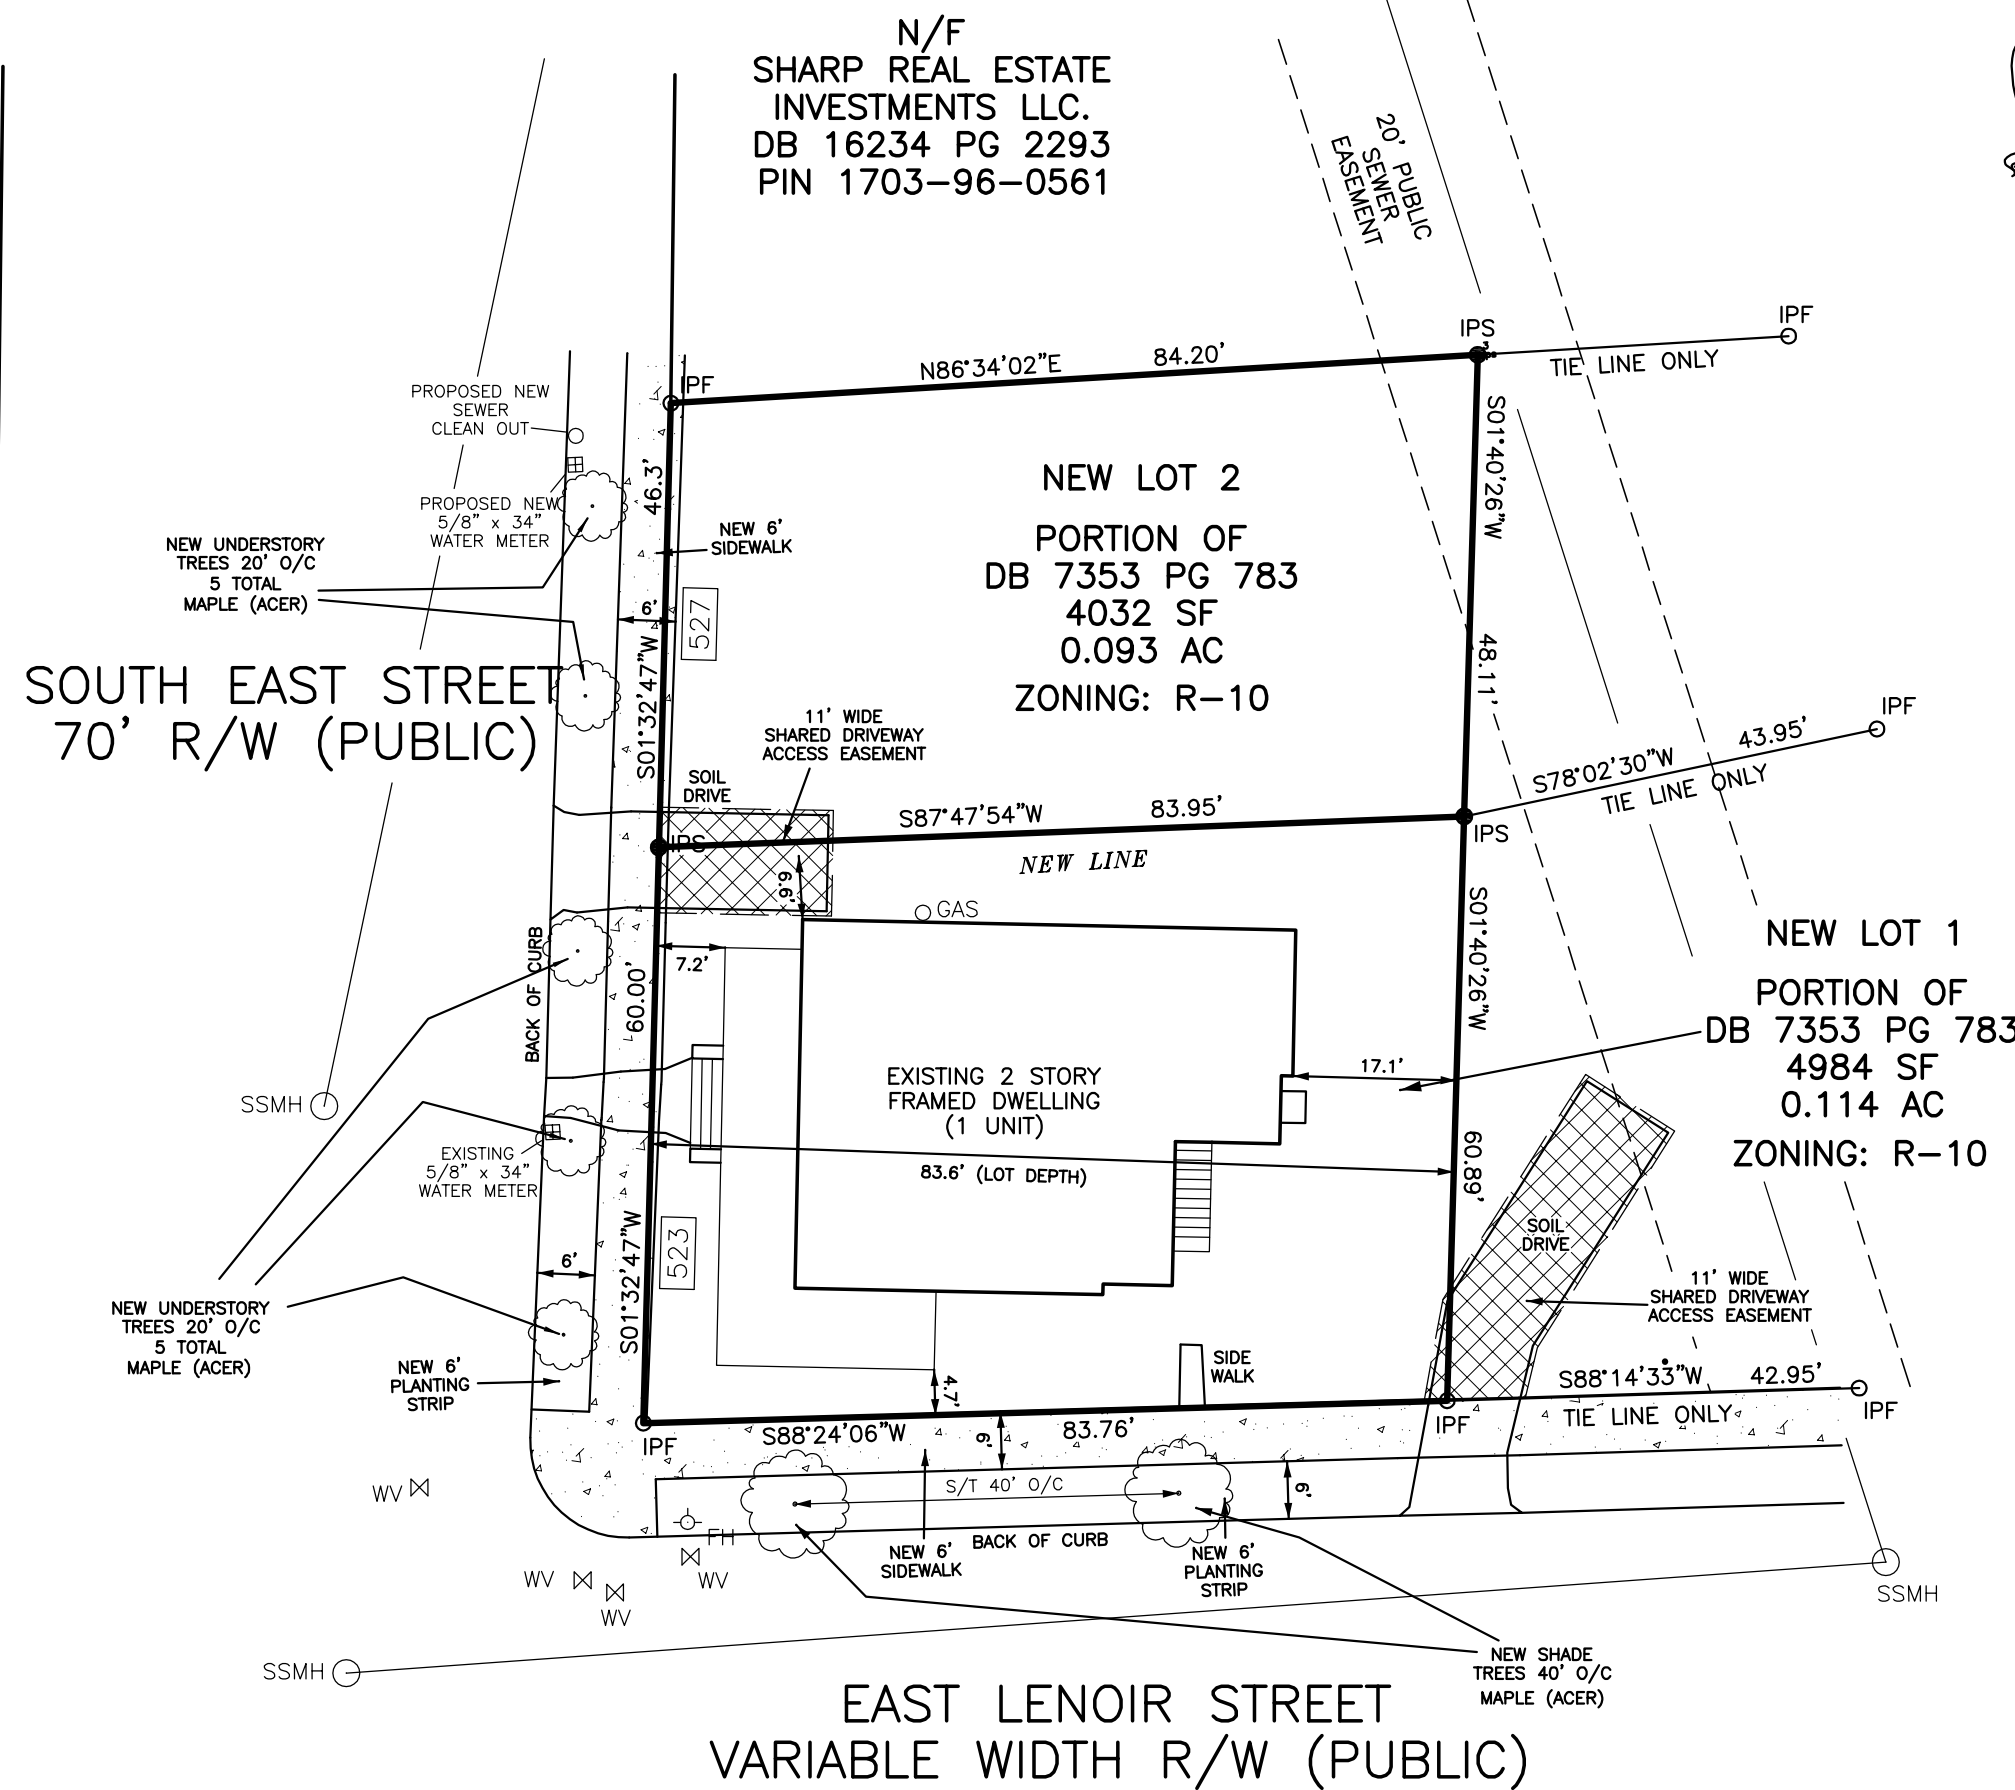 N/F
SHARP REAL ESTATE
INVESTMENTS LLC.
DB 16234 PG 2293
PIN 1703-96-0561
20' PUBLIC
SEWER
EASEMENT
IPS
IPF
N86°34'02"E
84.20'
TIE LINE ONLY
IPF
PROPOSED NEW
SEWER
CLEAN OUT
46.3'
S01°40'26"W
NEW LOT 2
PROPOSED NEW
5/8" x 34"
WATER METER
NEW 6'
SIDEWALK
PORTION OF
DB 7353 PG 783
4032 SF
0.093 AC
ZONING: R-10
NEW UNDERSTORY
TREES 20' O/C
5 TOTAL
MAPLE (ACER)
6'
527
S01°32'47"W
48.11'
SOUTH EAST STREET
70' R/W (PUBLIC)
11' WIDE
SHARED DRIVEWAY
ACCESS EASEMENT
SOIL
DRIVE
IPF
S78°02'30"W
43.95'
TIE LINE ONLY
S87°47'54"W
83.95'
IPS
IPS
NEW LINE
6.6'
GAS
S01°40'26"W
NEW LOT 1
PORTION OF
DB 7353 PG 783
4984 SF
0.114 AC
ZONING: R-10
BACK OF CURB
7.2'
60.00'
EXISTING 2 STORY
FRAMED DWELLING
(1 UNIT)
17.1'
SSMH
EXISTING
5/8" x 34"
WATER METER
83.6' (LOT DEPTH)
60.89'
S01°32'47"W
523
6'
SOIL
DRIVE
11' WIDE
SHARED DRIVEWAY
ACCESS EASEMENT
NEW UNDERSTORY
TREES 20' O/C
5 TOTAL
MAPLE (ACER)
NEW 6'
PLANTING
STRIP
4.7'
SIDE
WALK
S88°14'33"W
42.95'
TIE LINE ONLY
IPF
IPF
IPF
S88°24'06"W
83.76'
6'
S/T 40' O/C
6'
WV
FH
BACK OF CURB
NEW 6'
SIDEWALK
NEW 6'
PLANTING
STRIP
WV
WV
WV
SSMH
SSMH
NEW SHADE
TREES 40' O/C
MAPLE (ACER)
EAST LENOIR STREET
VARIABLE WIDTH R/W (PUBLIC)